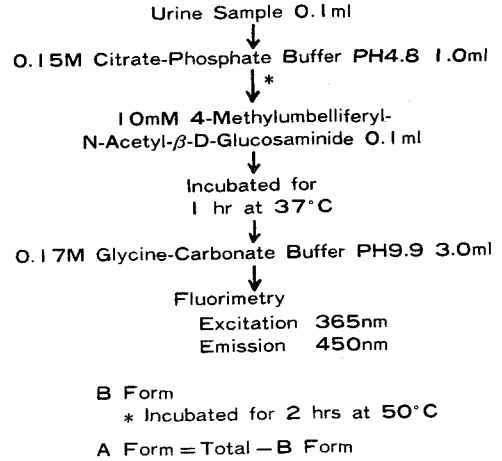 Urine Sample 0.1ml
0.15M Citrate-Phosphate Buffer PH4.8 1.0ml
*
10mM 4-Methylumbelliferyl-
N-Acetyl-β-D-Glucosaminide 0.1ml
Incubated for
1 hr at 37°C
0.17M Glycine-Carbonate Buffer PH9.9 3.0ml
Fluorimetry
Excitation 365nm
Emission 450nm
B Form
* Incubated for 2 hrs at 50°C
A Form = Total – B Form